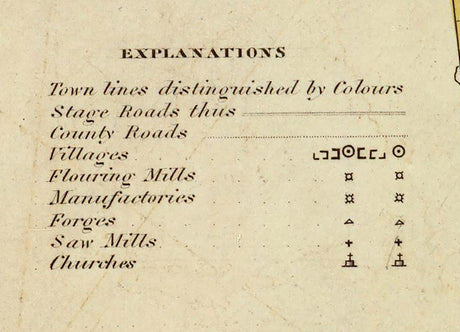 EXPLANATIONS
Town lines distinguished by Colours
Stage Roads thus
County Roads
Villages
Flouring Mills
Manufactories
Forges
Saw Mills
Churches